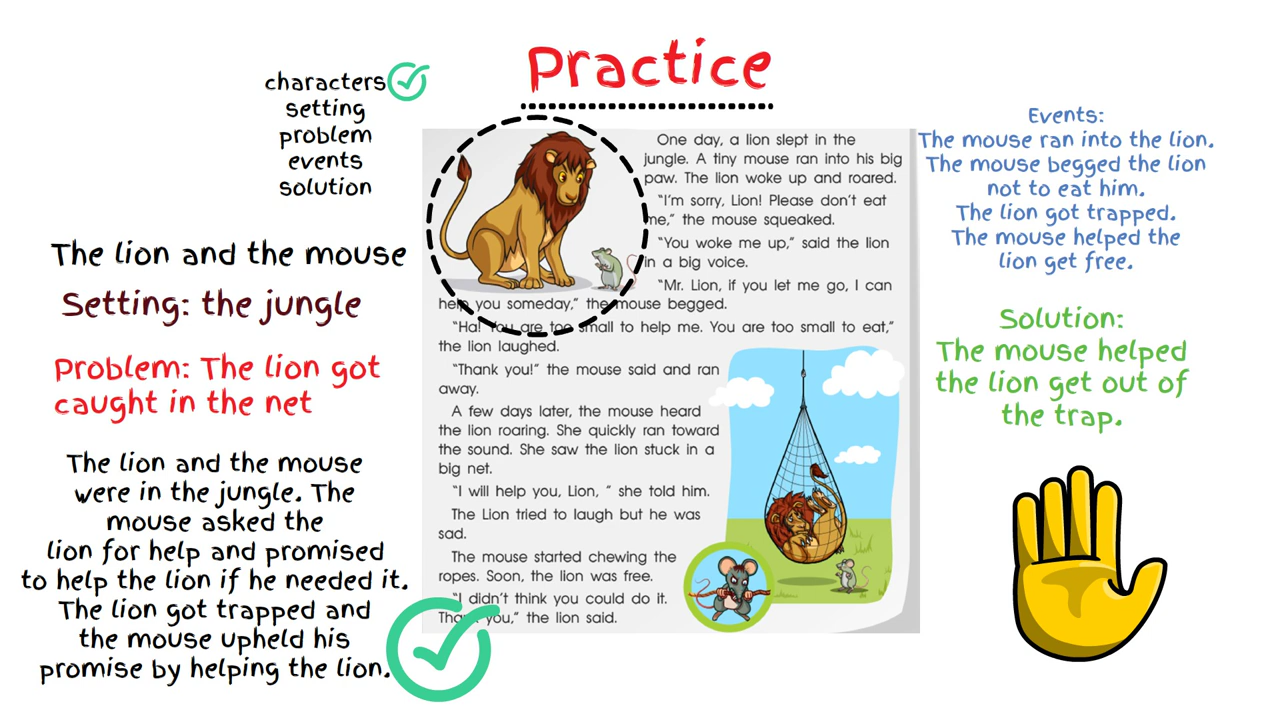 Practice
characters
setting
problem
events
solution
The lion and the mouse
Setting: the jungle
Problem: The lion got
caught in the net
The lion and the mouse
were in the jungle. The
mouse asked the
lion for help and promised
to help the lion if he needed it.
The lion got trapped and
the mouse upheld his
promise by helping the lion.
One day, a lion slept in the
jungle. A tiny mouse ran into his big
paw. The lion woke up and roared.
"I'm sorry, Lion! Please don't eat
me," the mouse squeaked.
"You woke me up," said the lion
in a big voice.
"Mr. Lion, if you let me go, I can
help you someday," the mouse begged.
"Ha! You are too small to help me. You are too small to eat,"
the lion laughed.
"Thank you!" the mouse said and ran
away.
A few days later, the mouse heard
the lion roaring. She quickly ran toward
the sound. She saw the lion stuck in a
big net.
"I will help you, Lion, " she told him.
The Lion tried to laugh but he was
sad.
The mouse started chewing the
ropes. Soon, the lion was free.
"I didn't think you could do it.
Thank you," the lion said.
Events:
The mouse ran into the lion.
The mouse begged the lion
not to eat him.
The lion got trapped.
The mouse helped the
lion get free.
Solution:
The mouse helped
the lion get out of
the trap.